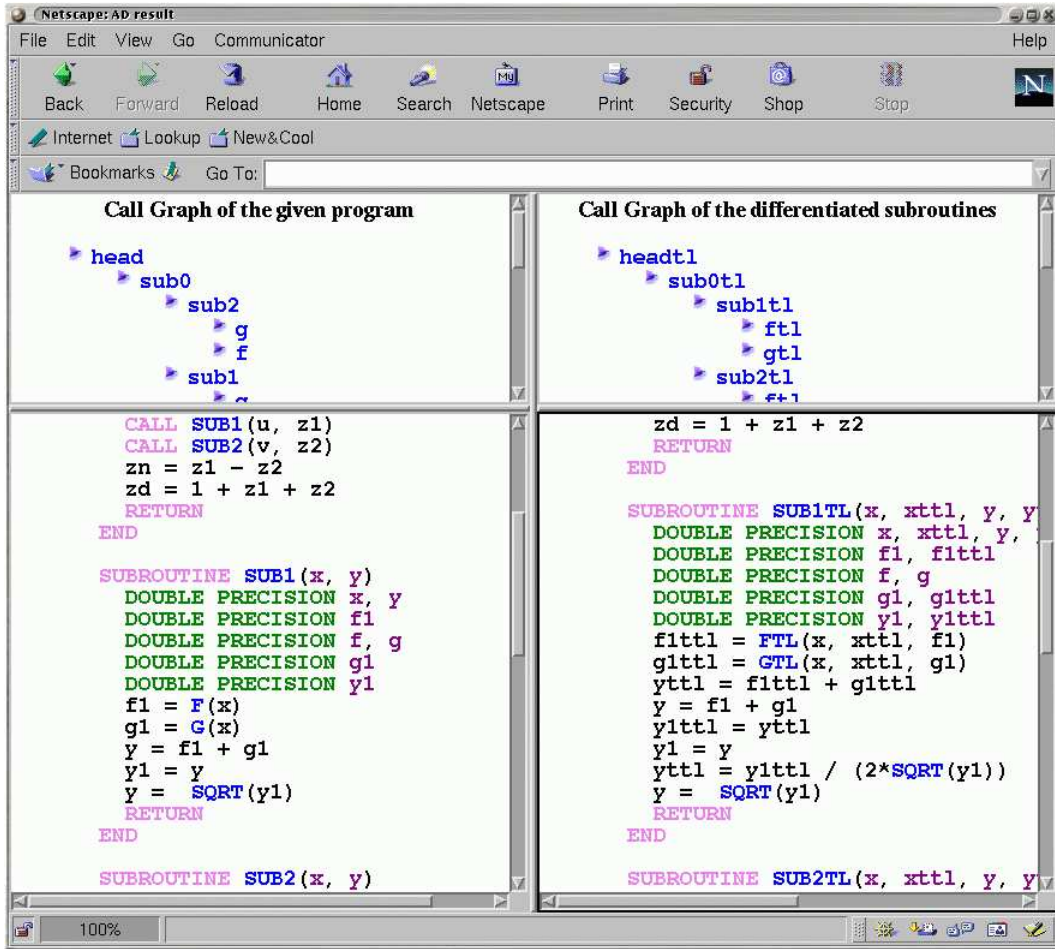 Netscape: AD result
File Edit View Go Communicator Help
Back Forward Reload Home Search Netscape Print Security Shop Stop
My
N
Internet Lookup New&Cool
Bookmarks Go To:
Call Graph of the given program
head
sub0
sub2
g
f
sub1
g
Call Graph of the differentiated subroutines
headtl
sub0tl
sub1tl
ftl
gtl
sub2tl
ftl
CALL SUB1(u, z1)
CALL SUB2(v, z2)
zn = z1 - z2
zd = 1 + z1 + z2
RETURN
END
SUBROUTINE SUB1(x, y)
DOUBLE PRECISION x, y
DOUBLE PRECISION f1
DOUBLE PRECISION f, g
DOUBLE PRECISION g1
DOUBLE PRECISION y1
f1 = F(x)
g1 = G(x)
y = f1 + g1
y1 = y
y = SQRT(y1)
RETURN
END
SUBROUTINE SUB2(x, y)
zd = 1 + z1 + z2
RETURN
END
SUBROUTINE SUB1TL(x, xttl, y, y
DOUBLE PRECISION x, xttl, y,
DOUBLE PRECISION f1, f1ttl
DOUBLE PRECISION f, g
DOUBLE PRECISION g1, g1ttl
DOUBLE PRECISION y1, y1ttl
f1ttl = FTL(x, xttl, f1)
g1ttl = GTL(x, xttl, g1)
yttl = f1ttl + g1ttl
y = f1 + g1
y1ttl = yttl
y1 = y
yttl = y1ttl / (2*SQRT(y1))
y = SQRT(y1)
RETURN
END
SUBROUTINE SUB2TL(x, xttl, y, y
100%